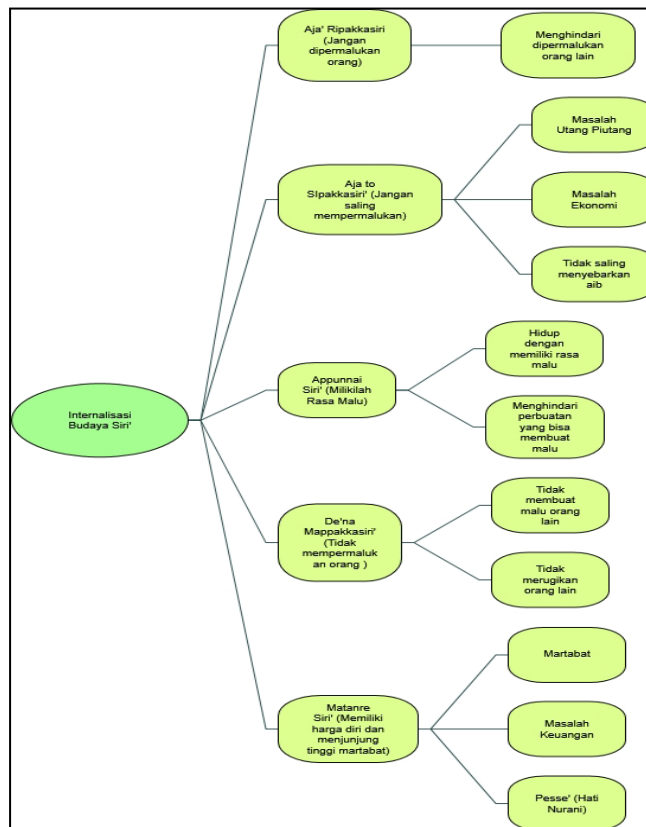 Aja' Ripakkasiri
(Jangan
dipermalukan
orang)
Menghindari
dipermalukan
orang lain
Aja to
SIpakkasiri' (Jangan
saling
mempermalukan)
Masalah
Utang Piutang
Masalah
Ekonomi
Tidak saling
menyebarkan
aib
Internalisasi
Budaya Siri'
Appunnai
Siri' (Milikilah
Rasa Malu)
Hidup
dengan
memiliki rasa
malu
Menghindari
perbuatan
yang bisa
membuat
malu
De'na
Mappakkasiri'
(Tidak
mempermaluk
an orang )
Tidak
membuat
malu orang
lain
Tidak
merugikan
orang lain
Matanre
Siri' (Memiliki
harga diri dan
menjunjung
tinggi martabat)
Martabat
Masalah
Keuangan
Pesse' (Hati
Nurani)